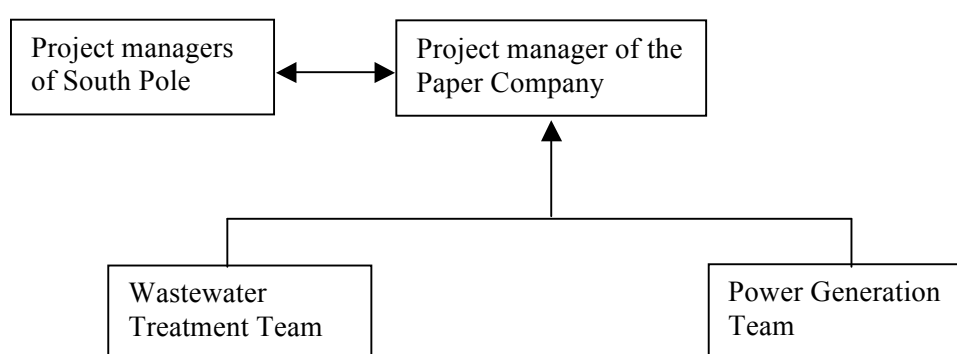 Project managers
of South Pole
Project manager of the
Paper Company
Wastewater
Treatment Team
Power Generation
Team